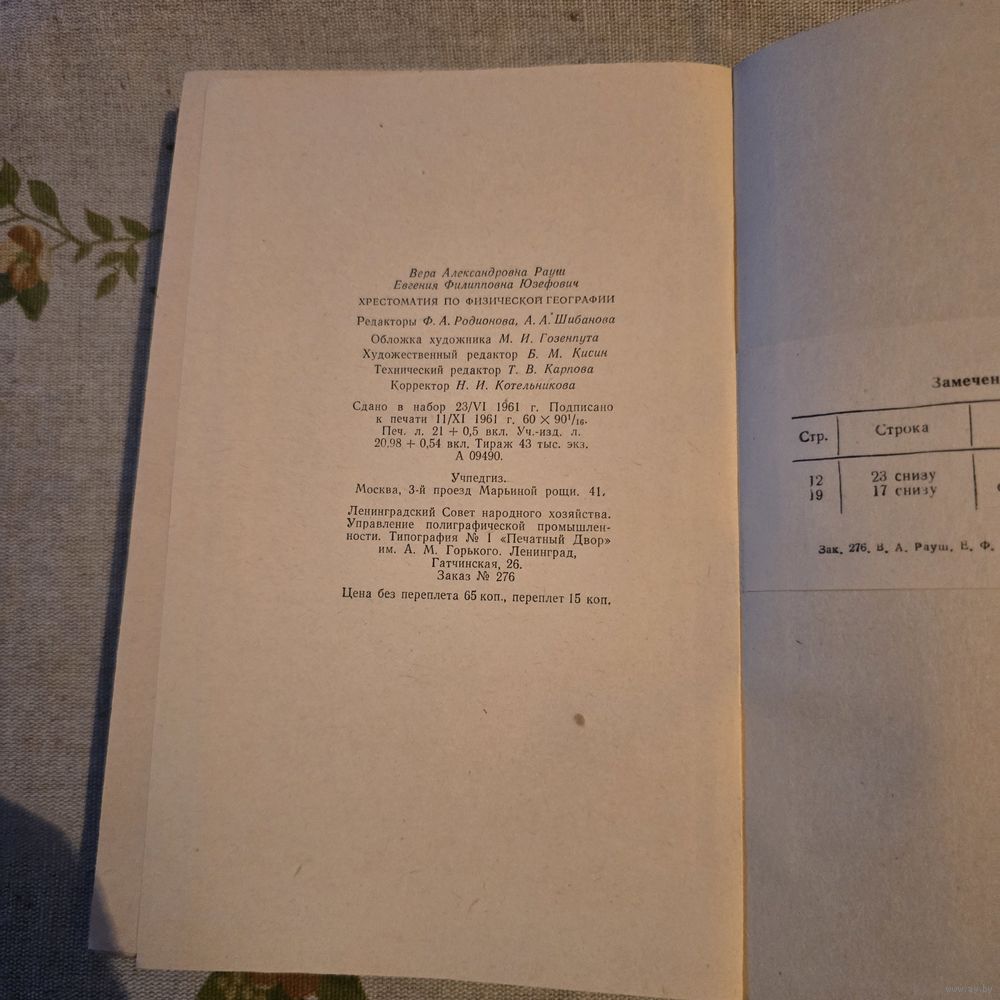 Вера Александровна Рауш
Евгения Филипповна Юзефович
ХРЕСТОМАТИЯ ПО ФИЗИЧЕСКОЙ ГЕОГРАФИИ
Редакторы Ф. А. Родионова, А. А. Шибанова
Обложка художника М. И. Гозенпута
Художественный редактор Б. М. Кисин
Технический редактор Т. В. Карпова
Корректор Н. И. Котельникова
Сдано в набор 23/VI 1961 г. Подписано
к печати 11/XI 1961 г. 60 × 90¹/₁₆.
Печ. л. 21 + 0,5 вкл. Уч.-изд. л.
20,98 + 0,54 вкл. Тираж 43 тыс. экз.
А 09490.
Учпедгиз.
Москва, 3-й проезд Марьиной рощи, 41.
Ленинградский Совет народного хозяйства.
Управление полиграфической промышлен-
ности. Типография № 1 «Печатный Двор»
им. А. М. Горького. Ленинград,
Гатчинская, 26.
Заказ № 276
Цена без переплета 65 коп., переплет 15 коп.
Замечен
Стр. Строка
12 23 снизу
19 17 снизу
Зак. 276. В. А. Рауш, Е. Ф.
www.ay.by